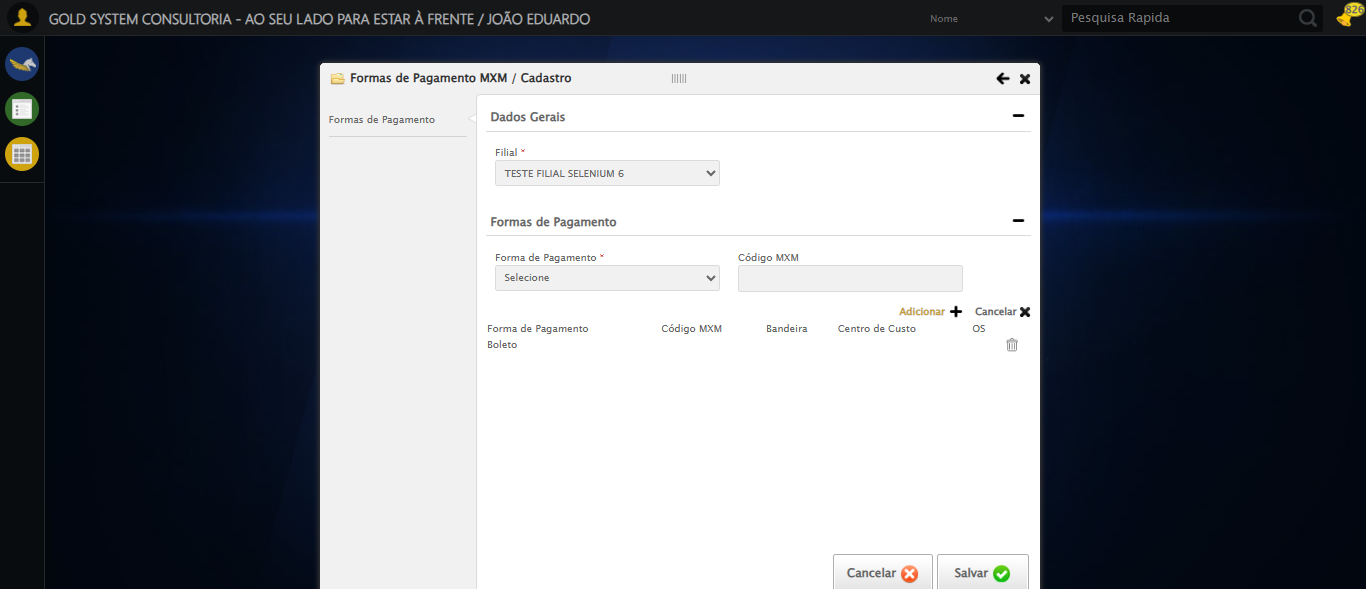 GOLD SYSTEM CONSULTORIA - AO SEU LADO PARA ESTAR À FRENTE / JOÃO EDUARDO
Nome
Pesquisa Rapida
826
Formas de Pagamento MXM / Cadastro
Formas de Pagamento
Dados Gerais
Filial *
TESTE FILIAL SELENIUM 6
Formas de Pagamento
Forma de Pagamento * Código MXM
Selecione
Adicionar Cancelar
Forma de Pagamento Código MXM Bandeira Centro de Custo OS
Boleto
Cancelar Salvar